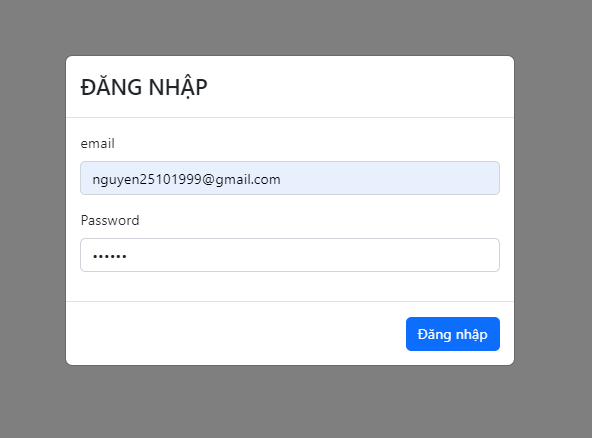 ĐĂNG NHẬP
email
nguyen25101999@gmail.com
Password
••••••
Đăng nhập